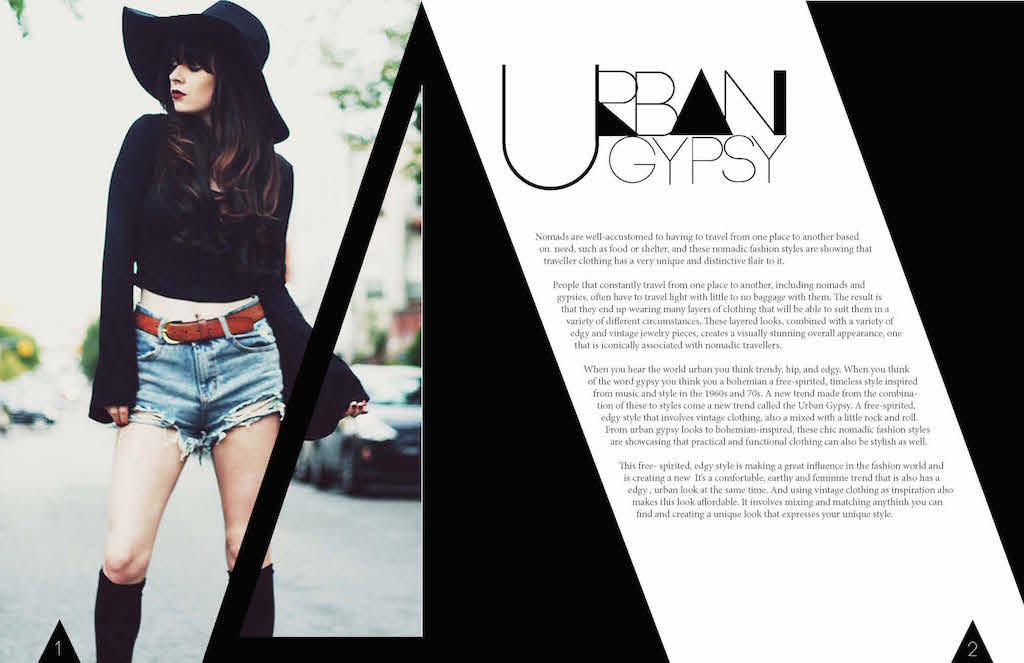 URBAN
GYPSY
Nomads are well-accustomed to having to travel from one place to another based
on need, such as food or shelter, and these nomadic fashion styles are showing that
traveller clothing has a very unique and distinctive flair to it.
People that constantly travel from one place to another, including nomads and
gypsies, often have to travel light with little to no baggage with them. The result is
that they end up wearing many layers of clothing that will be able to suit them in a
variety of different circumstances. These layered looks, combined with a variety of
edgy and vintage jewelry pieces, creates a visually stunning overall appearance, one
that is iconically associated with nomadic travellers.
When you hear the world urban you think trendy, hip, and edgy. When you think
of the word gypsy you think you a bohemian a free-spirited, timeless style inspired
from music and style in the 1960s and 70s. A new trend made from the combina-
tion of these to styles come a new trend called the Urban Gypsy. A free-spirited,
edgy style that involves vintage clothing, also a mixed with a little rock and roll.
From urban gypsy looks to bohemian-inspired, these chic nomadic fashion styles
are showcasing that practical and functional clothing can also be stylish as well.
This free- spirited, edgy style is making a great influence in the fashion world and
is creating a new It's a comfortable, earthy and feminine trend that is also has a
edgy , urban look at the same time. And using vintage clothing as inspiration also
makes this look affordable. It involves mixing and matching anythinh you can
find and creating a unique look that expresses your unique style.
1
2